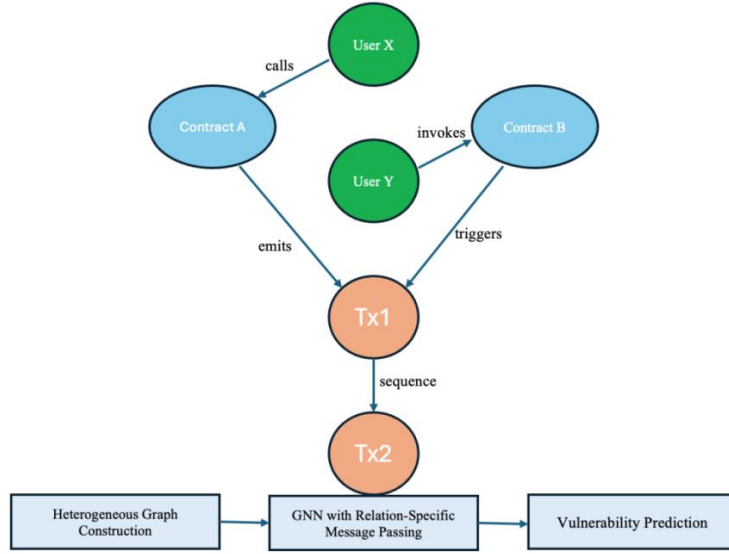 User X
calls
Contract A
invokes
Contract B
User Y
emits
triggers
Tx1
sequence
Tx2
Heterogeneous Graph
Construction
GNN with Relation-Specific
Message Passing
Vulnerability Prediction